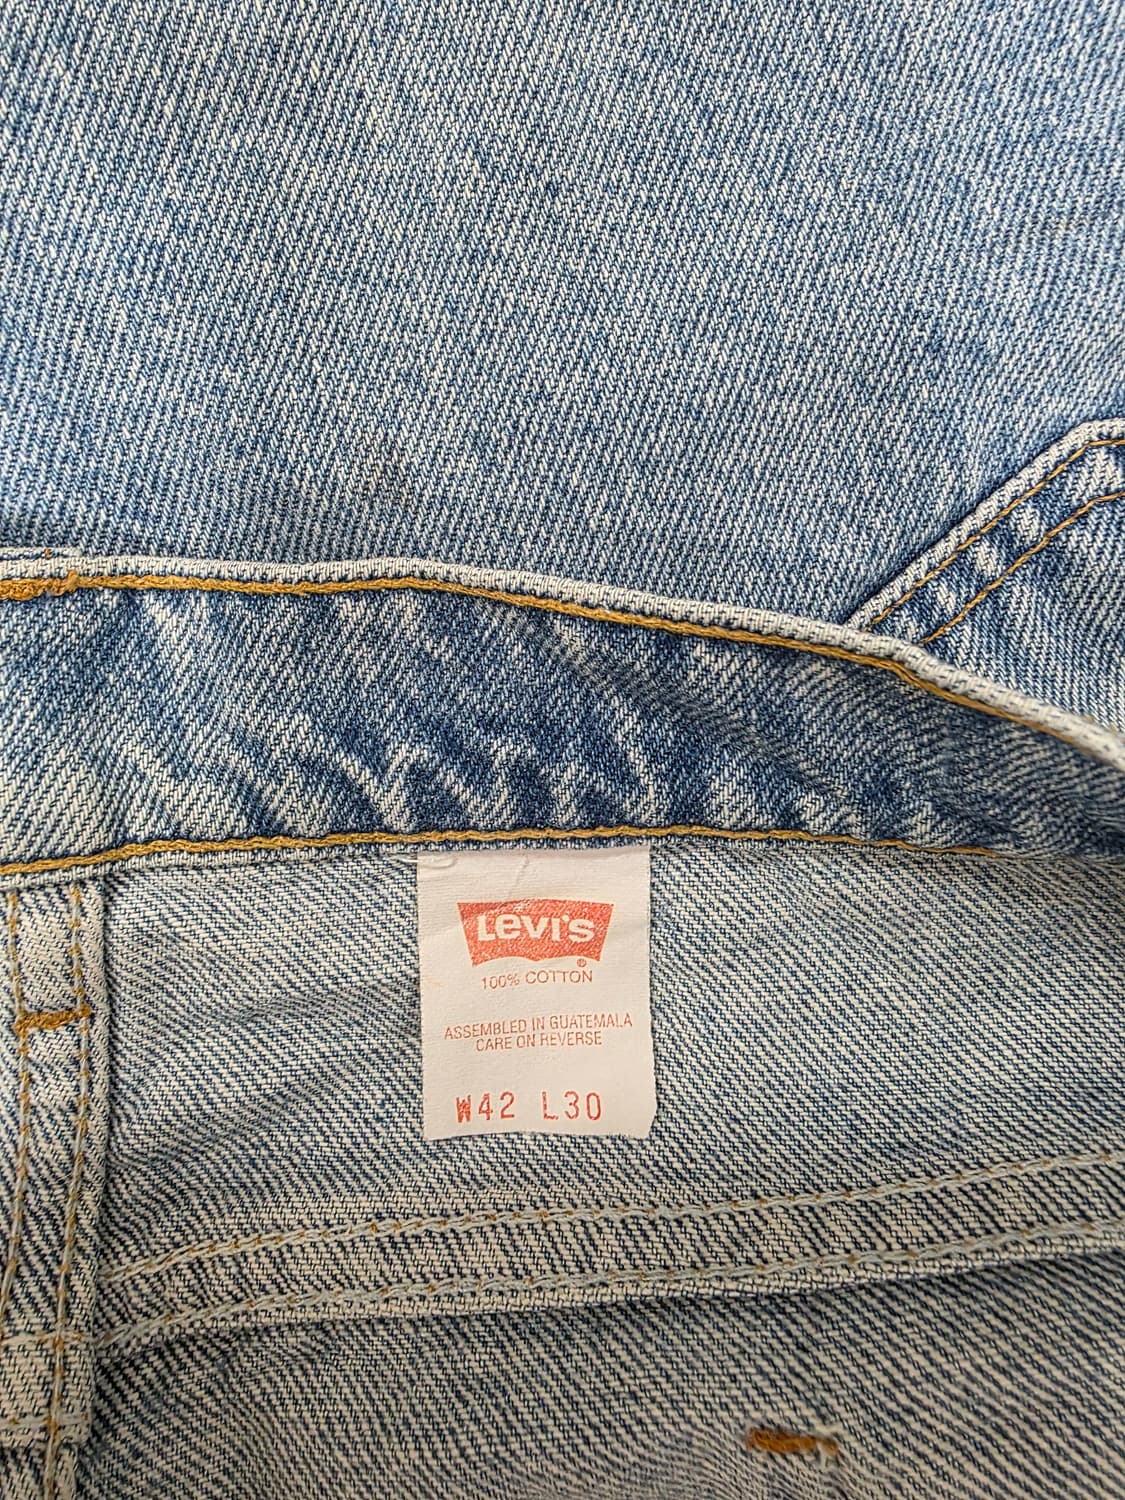 Levi's
®
100% COTTON
ASSEMBLED IN GUATEMALA
CARE ON REVERSE
W42 L30